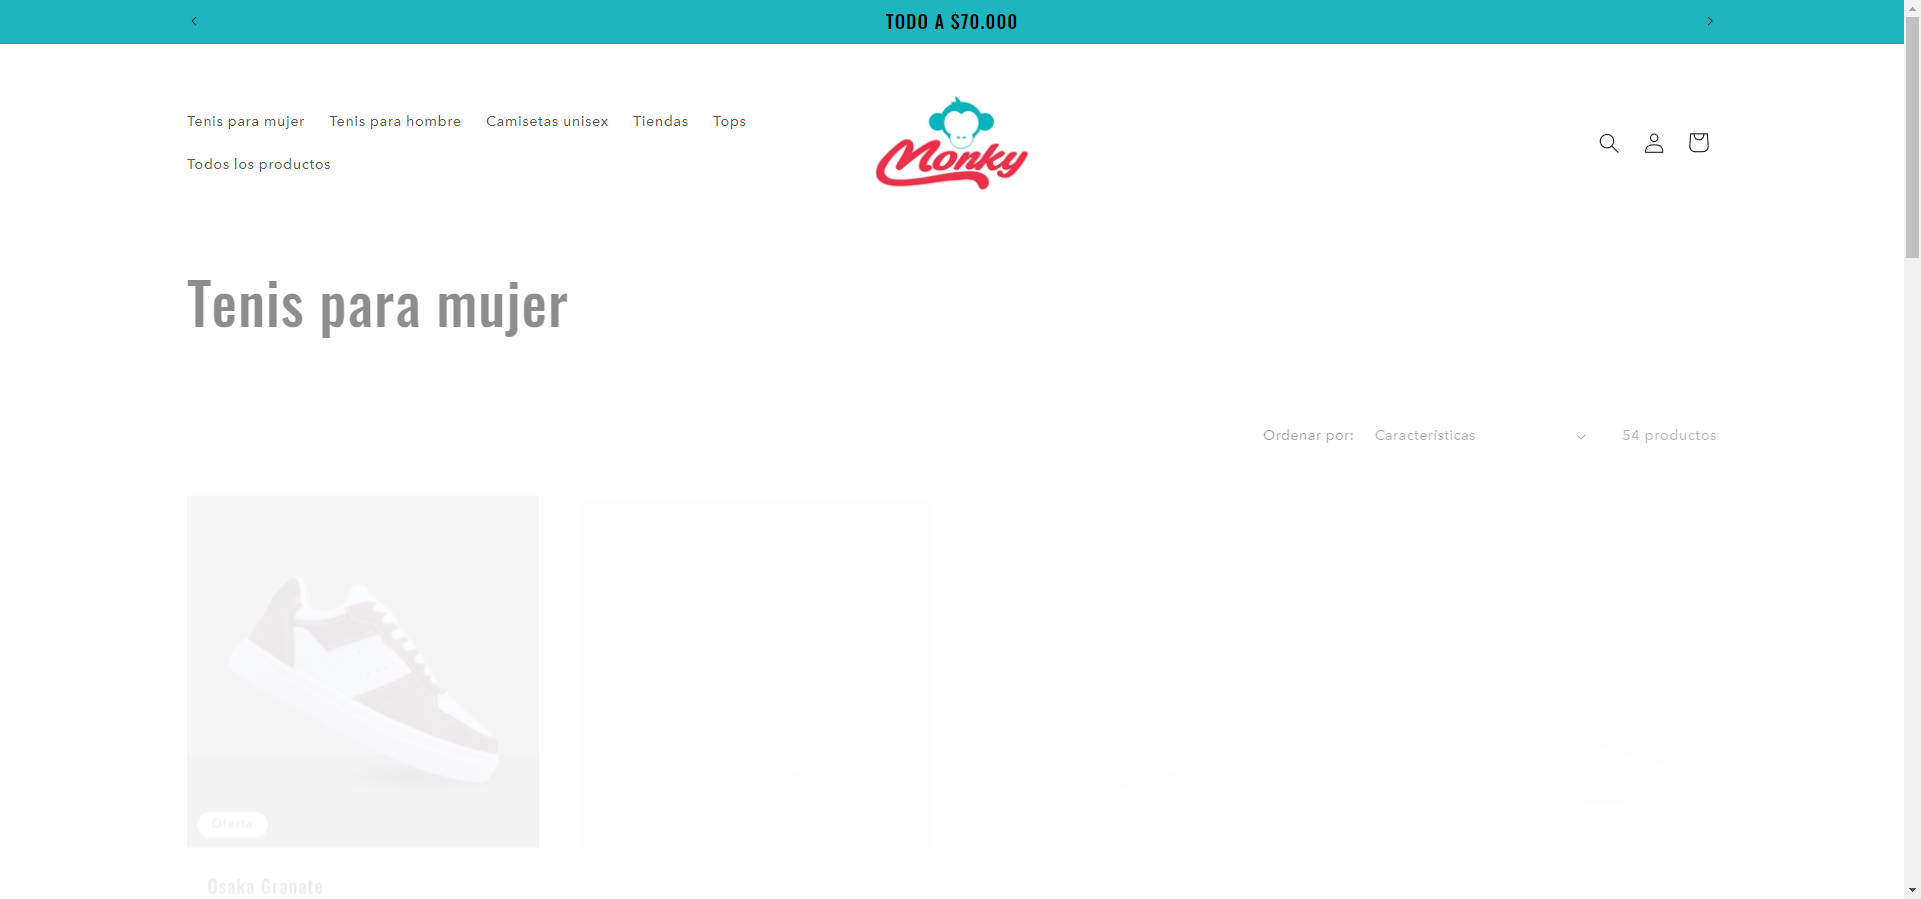 TODO A $70.000
Tenis para mujer
Tenis para hombre
Camisetas unisex
Tiendas
Tops
Todos los productos
Monky
Tenis para mujer
Ordenar por:
Características
54 productos
Oferta
Osaka Granate